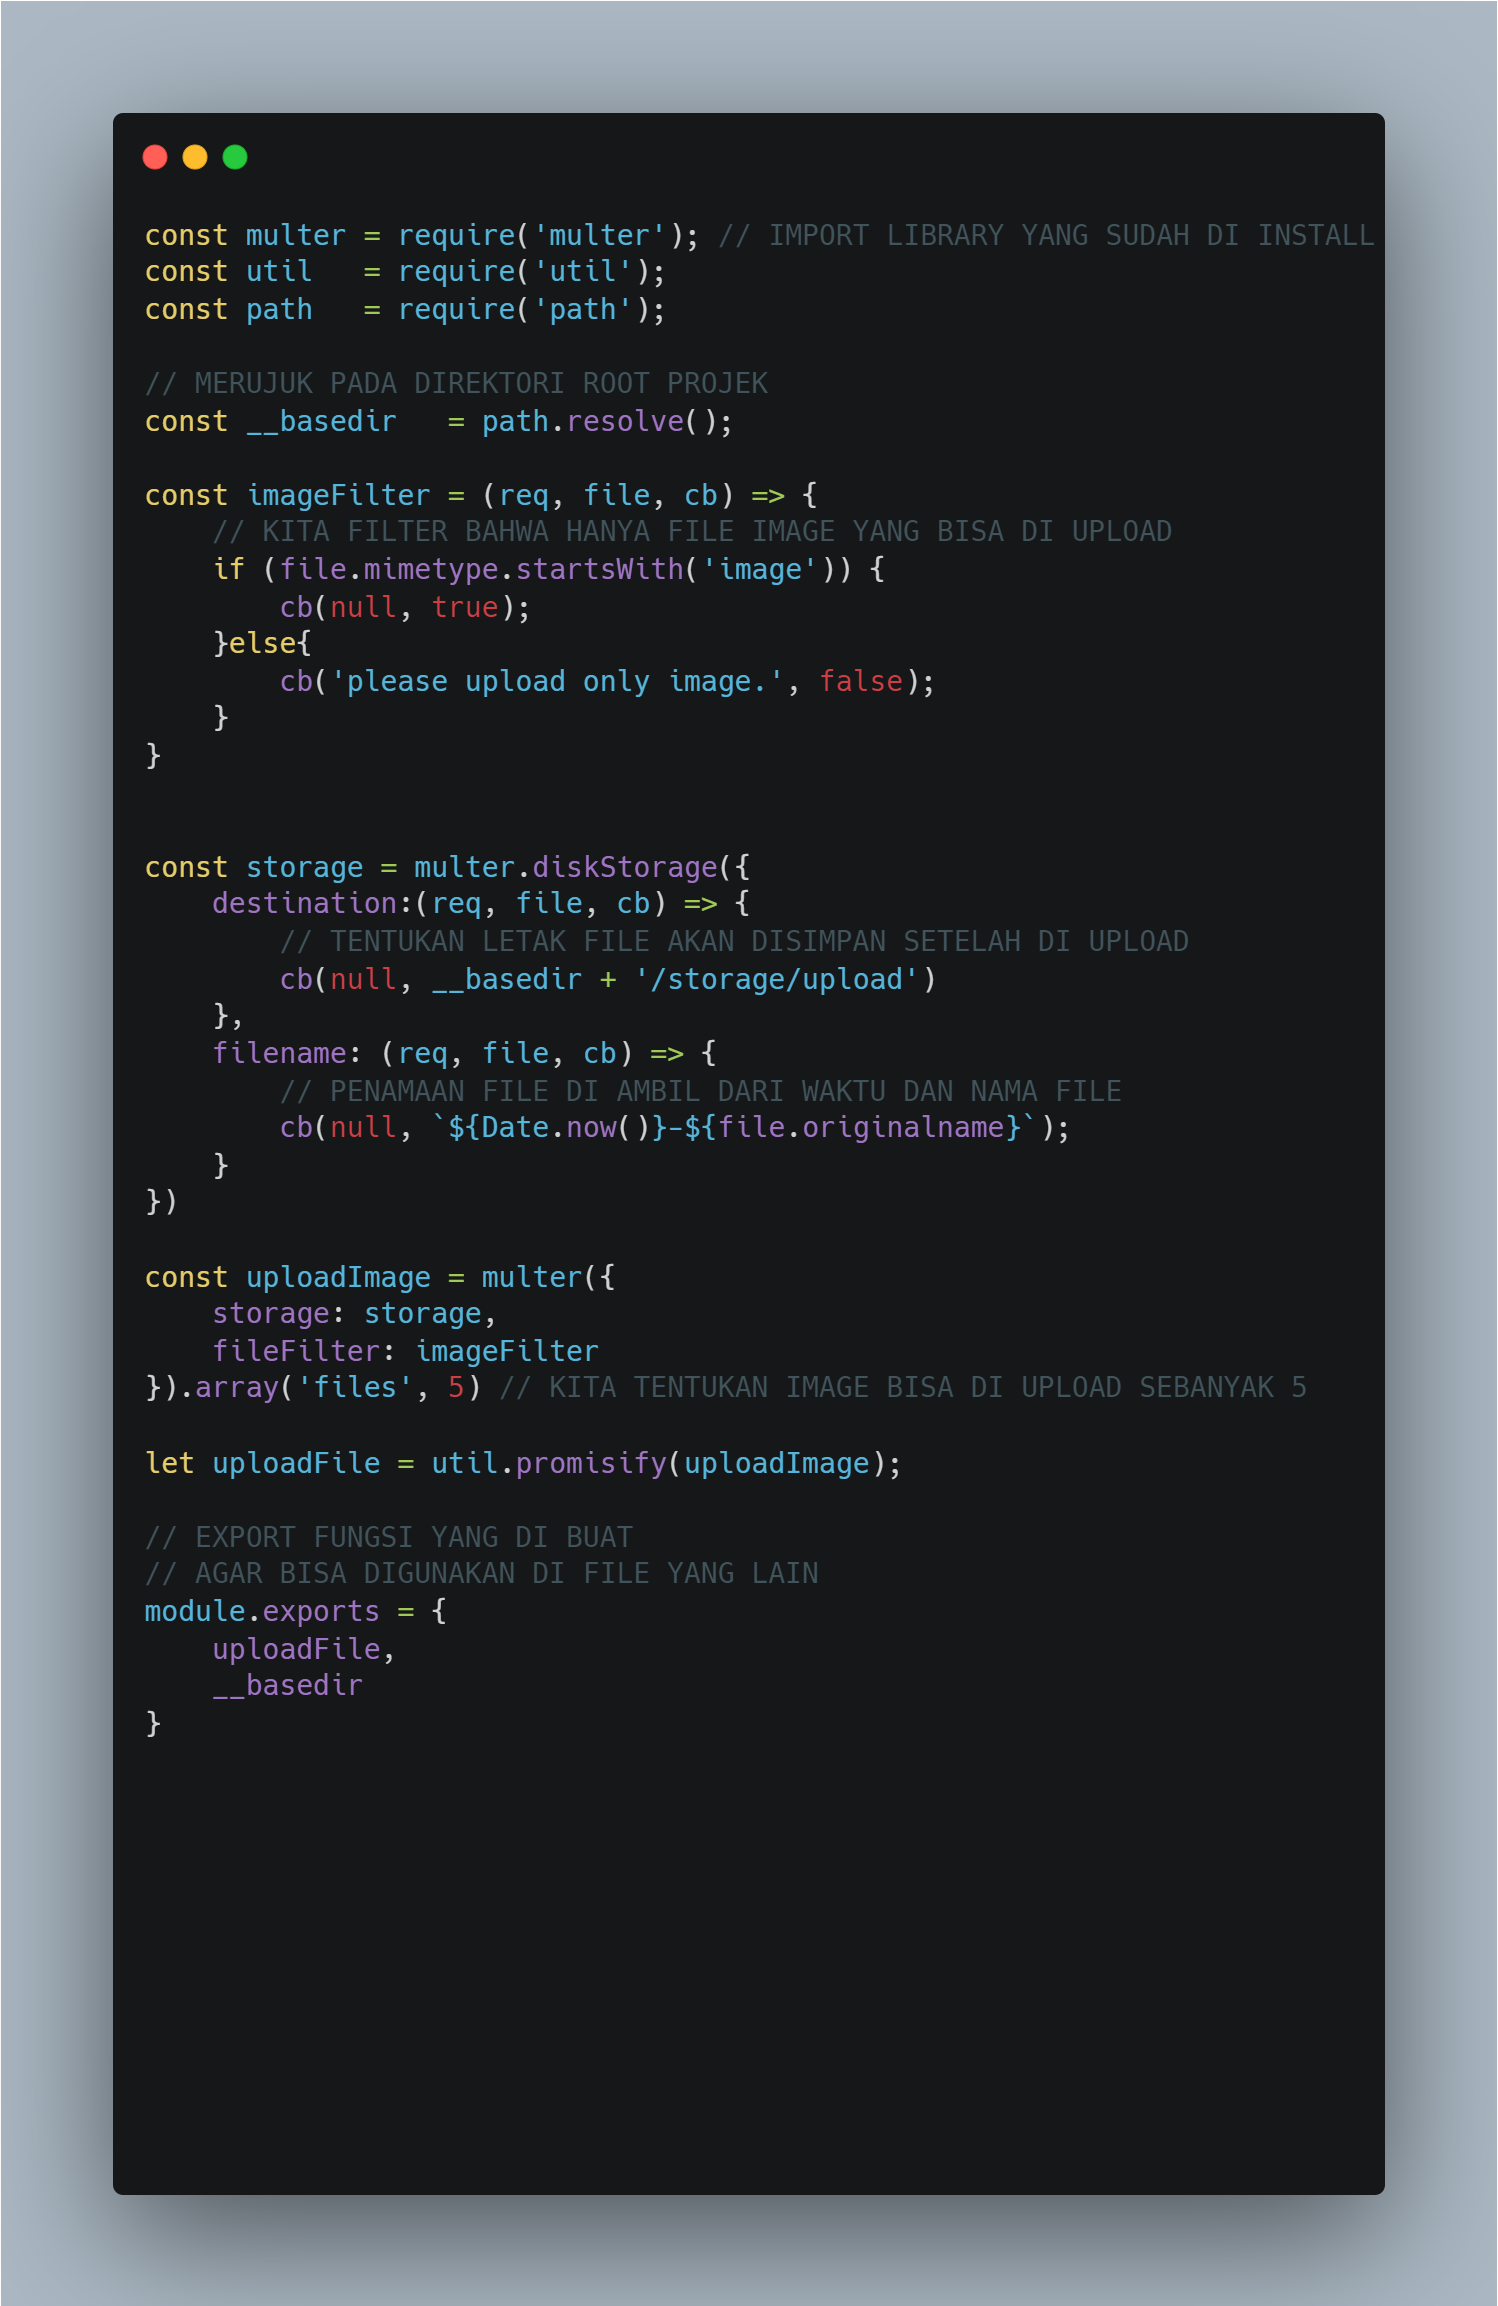 const multer = require('multer'); // IMPORT LIBRARY YANG SUDAH DI INSTALL
const util   = require('util');
const path   = require('path');

// MERUJUK PADA DIREKTORI ROOT PROJEK
const __basedir   = path.resolve();

const imageFilter = (req, file, cb) => {
    // KITA FILTER BAHWA HANYA FILE IMAGE YANG BISA DI UPLOAD
    if (file.mimetype.startsWith('image')) {
        cb(null, true);
    }else{
        cb('please upload only image.', false);
    }
}


const storage = multer.diskStorage({
    destination:(req, file, cb) => {
        // TENTUKAN LETAK FILE AKAN DISIMPAN SETELAH DI UPLOAD
        cb(null, __basedir + '/storage/upload')
    },
    filename: (req, file, cb) => {
        // PENAMAAN FILE DI AMBIL DARI WAKTU DAN NAMA FILE
        cb(null, `${Date.now()}-${file.originalname}`);
    }
})

const uploadImage = multer({
    storage: storage,
    fileFilter: imageFilter
}).array('files', 5) // KITA TENTUKAN IMAGE BISA DI UPLOAD SEBANYAK 5

let uploadFile = util.promisify(uploadImage);

// EXPORT FUNGSI YANG DI BUAT
// AGAR BISA DIGUNAKAN DI FILE YANG LAIN
module.exports = {
    uploadFile,
    __basedir
}